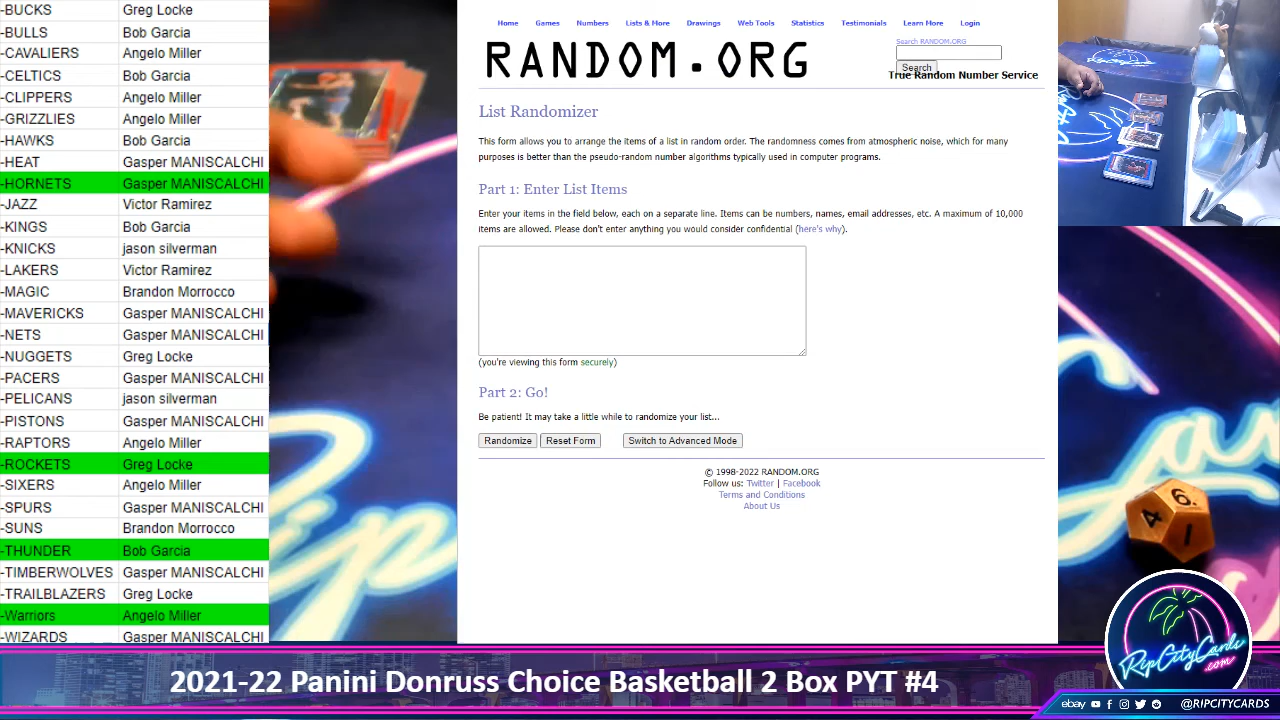 -BUCKS Greg Locke
-BULLS Bob Garcia
-CAVALIERS Angelo Miller
-CELTICS Bob Garcia
-CLIPPERS Angelo Miller
-GRIZZLIES Angelo Miller
-HAWKS Bob Garcia
-HEAT Gasper MANISCALCHI
-HORNETS Gasper MANISCALCHI
-JAZZ Victor Ramirez
-KINGS Bob Garcia
-KNICKS jason silverman
-LAKERS Victor Ramirez
-MAGIC Brandon Morrocco
-MAVERICKS Gasper MANISCALCHI
-NETS Gasper MANISCALCHI
-NUGGETS Greg Locke
-PACERS Gasper MANISCALCHI
-PELICANS jason silverman
-PISTONS Gasper MANISCALCHI
-RAPTORS Angelo Miller
-ROCKETS Greg Locke
-SIXERS Angelo Miller
-SPURS Gasper MANISCALCHI
-SUNS Brandon Morrocco
-THUNDER Bob Garcia
-TIMBERWOLVES Gasper MANISCALCHI
-TRAILBLAZERS Greg Locke
-Warriors Angelo Miller
-WIZARDS Gasper MANISCALCHI
Home Games Numbers Lists & More Drawings Web Tools Statistics Testimonials Learn More Login
RANDOM.ORG
Search RANDOM.ORG
Search
True Random Number Service
List Randomizer
This form allows you to arrange the items of a list in random order. The randomness comes from atmospheric noise, which for many
purposes is better than the pseudo-random number algorithms typically used in computer programs.
Part 1: Enter List Items
Enter your items in the field below, each on a separate line. Items can be numbers, names, email addresses, etc. A maximum of 10,000
items are allowed. Please don't enter anything you would consider confidential (here's why).
(you're viewing this form securely)
Part 2: Go!
Be patient! It may take a little while to randomize your list...
Randomize Reset Form Switch to Advanced Mode
© 1998-2022 RANDOM.ORG
Follow us: Twitter | Facebook
Terms and Conditions
About Us
6
4
1
RipCityCards
.com
2021-22 Panini Donruss Choice Basketball 2 Box PYT #4
ebay @RIPCITYCARDS